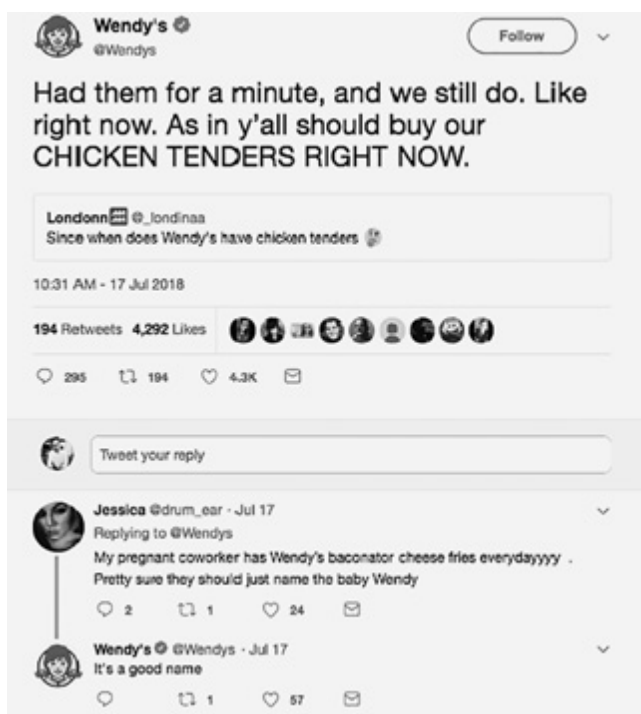 Wendy's
@Wendys
Follow
Had them for a minute, and we still do. Like
right now. As in y'all should buy our
CHICKEN TENDERS RIGHT NOW.
Londonn @_londinaa
Since when does Wendy's have chicken tenders
10:31 AM - 17 Jul 2018
194 Retweets 4,292 Likes
295 194 4.3K
Tweet your reply
Jessica @drum_ear · Jul 17
Replying to @Wendys
My pregnant coworker has Wendy's baconator cheese fries everydayyyy .
Pretty sure they should just name the baby Wendy
2 1 24
Wendy's @Wendys · Jul 17
It's a good name
1 57